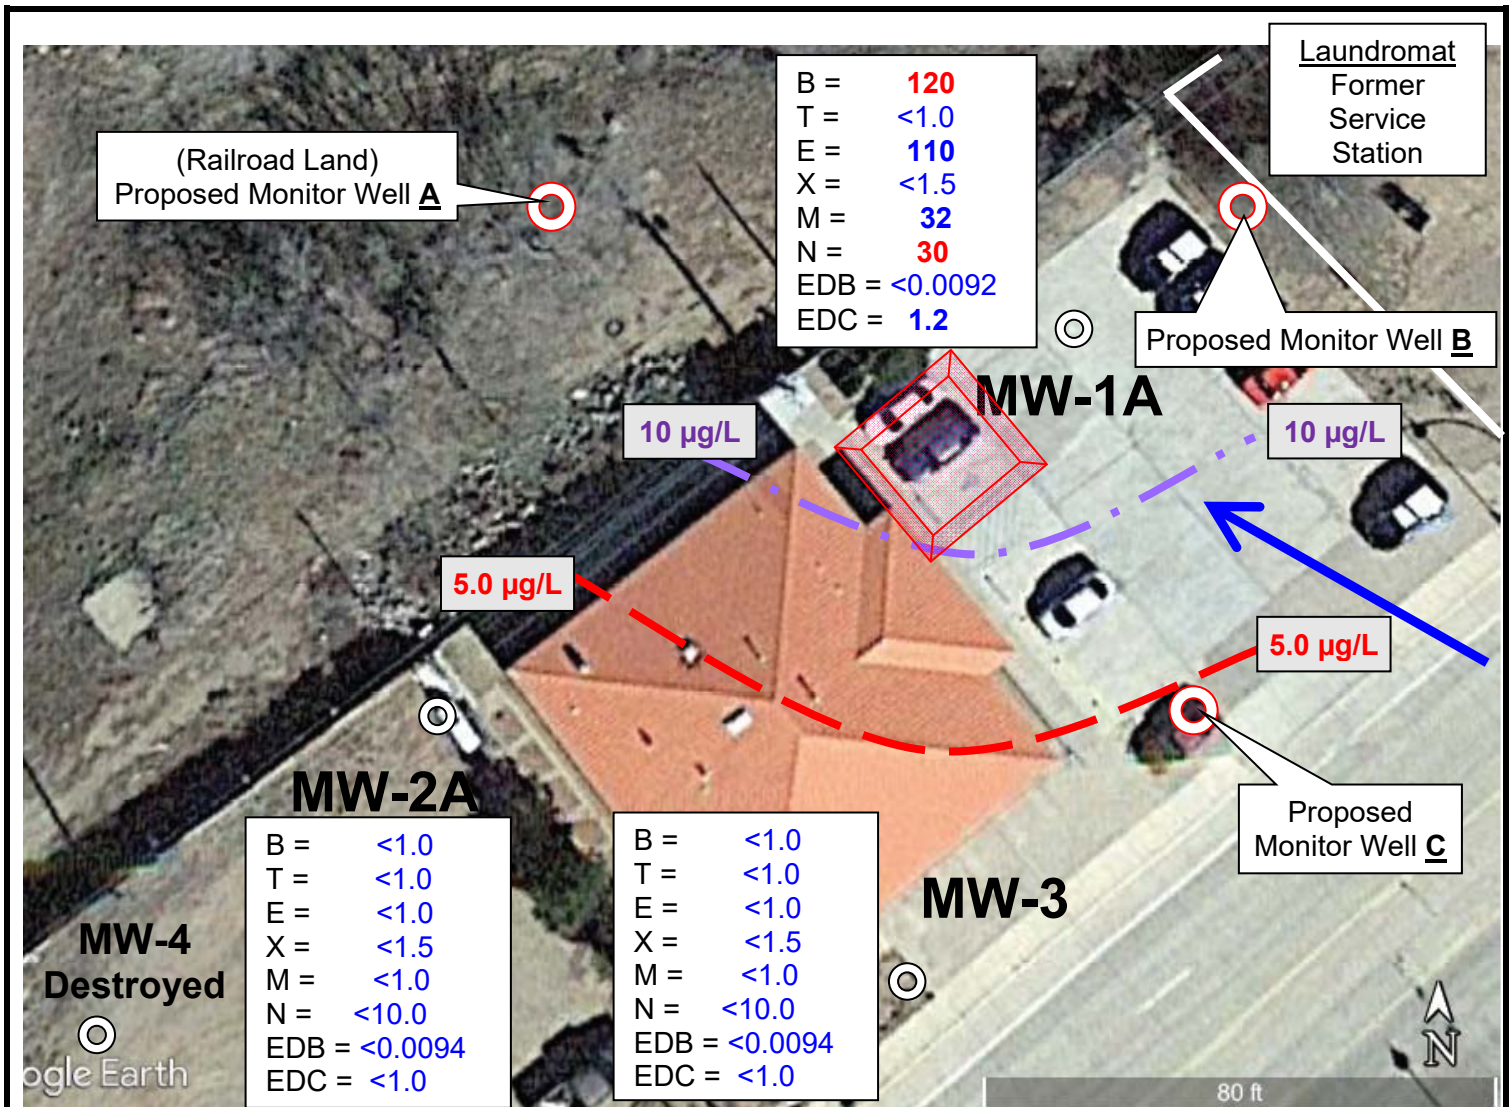 Laundromat
Former
Service
Station
B = 120
T = <1.0
E = 110
X = <1.5
M = 32
N = 30
EDB = <0.0092
EDC = 1.2
(Railroad Land)
Proposed Monitor Well A
Proposed Monitor Well B
MW-1A
10 µg/L
10 µg/L
5.0 µg/L
5.0 µg/L
MW-2A
B = <1.0
T = <1.0
E = <1.0
X = <1.5
M = <1.0
N = <10.0
EDB = <0.0094
EDC = <1.0
B = <1.0
T = <1.0
E = <1.0
X = <1.5
M = <1.0
N = <10.0
EDB = <0.0094
EDC = <1.0
Proposed
Monitor Well C
MW-3
MW-4
Destroyed
ogle Earth
N
80 ft